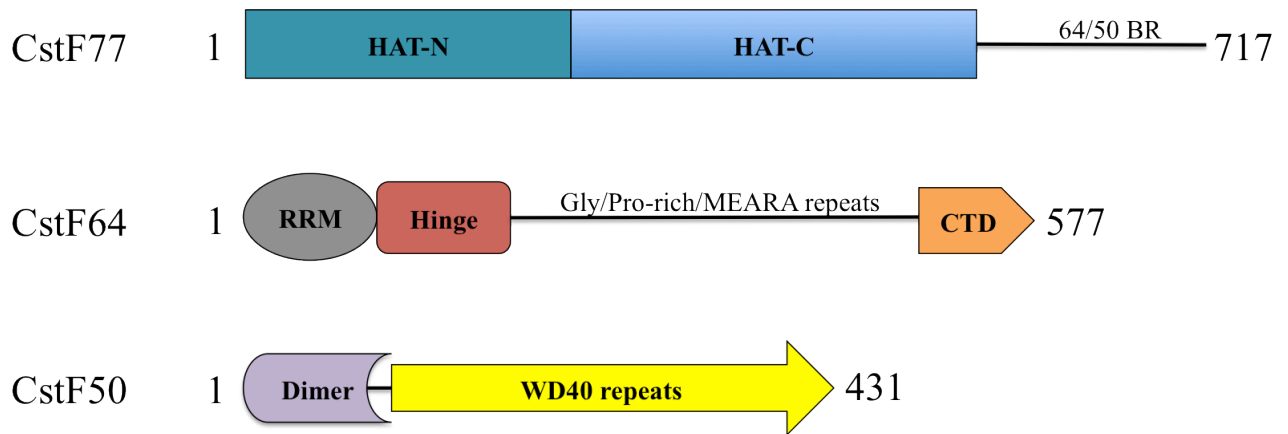 CstF77 1 HAT-N HAT-C 64/50 BR 717
CstF64 1 RRM Hinge Gly/Pro-rich/MEARA repeats CTD 577
CstF50 1 Dimer WD40 repeats 431